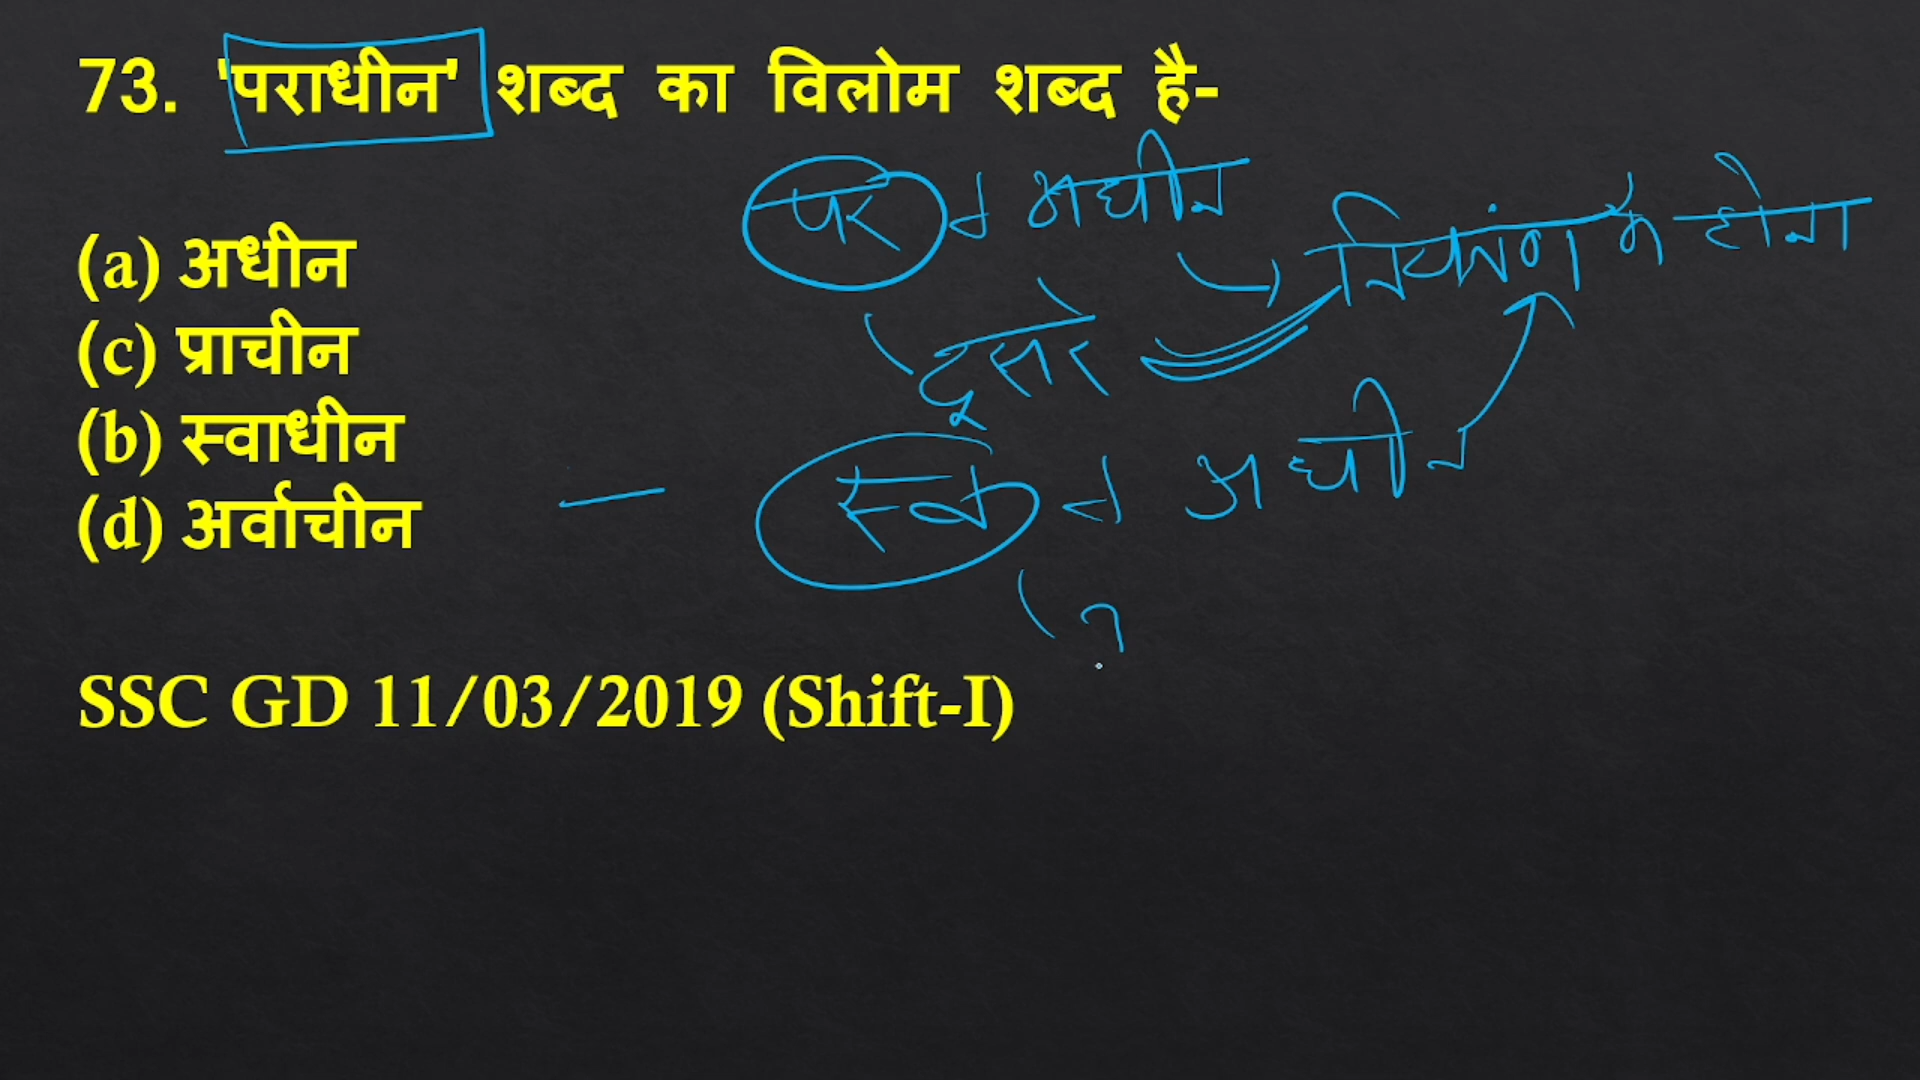 73. 'पराधीन' शब्द का विलोम शब्द है-
पर + अधीन
नियंत्रण में होना
दूसरे
(a) अधीन
(c) प्राचीन
(b) स्वाधीन
(d) अर्वाचीन
स्व + अधीन
?
SSC GD 11/03/2019 (Shift-I)